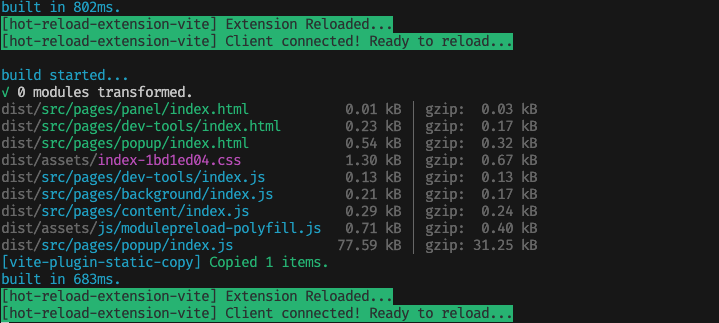 built in 802ms.
[hot-reload-extension-vite] Extension Reloaded...
[hot-reload-extension-vite] Client connected! Ready to reload...
build started...
√ 0 modules transformed.
dist/src/pages/panel/index.html 0.01 kB │ gzip: 0.03 kB
dist/src/pages/dev-tools/index.html 0.23 kB │ gzip: 0.17 kB
dist/src/pages/popup/index.html 0.54 kB │ gzip: 0.32 kB
dist/assets/index-1bd1ed04.css 1.30 kB │ gzip: 0.67 kB
dist/src/pages/dev-tools/index.js 0.13 kB │ gzip: 0.13 kB
dist/src/pages/background/index.js 0.21 kB │ gzip: 0.17 kB
dist/src/pages/content/index.js 0.29 kB │ gzip: 0.24 kB
dist/assets/js/modulepreload-polyfill.js 0.71 kB │ gzip: 0.40 kB
dist/src/pages/popup/index.js 77.59 kB │ gzip: 31.25 kB
[vite-plugin-static-copy] Copied 1 items.
built in 683ms.
[hot-reload-extension-vite] Extension Reloaded...
[hot-reload-extension-vite] Client connected! Ready to reload...